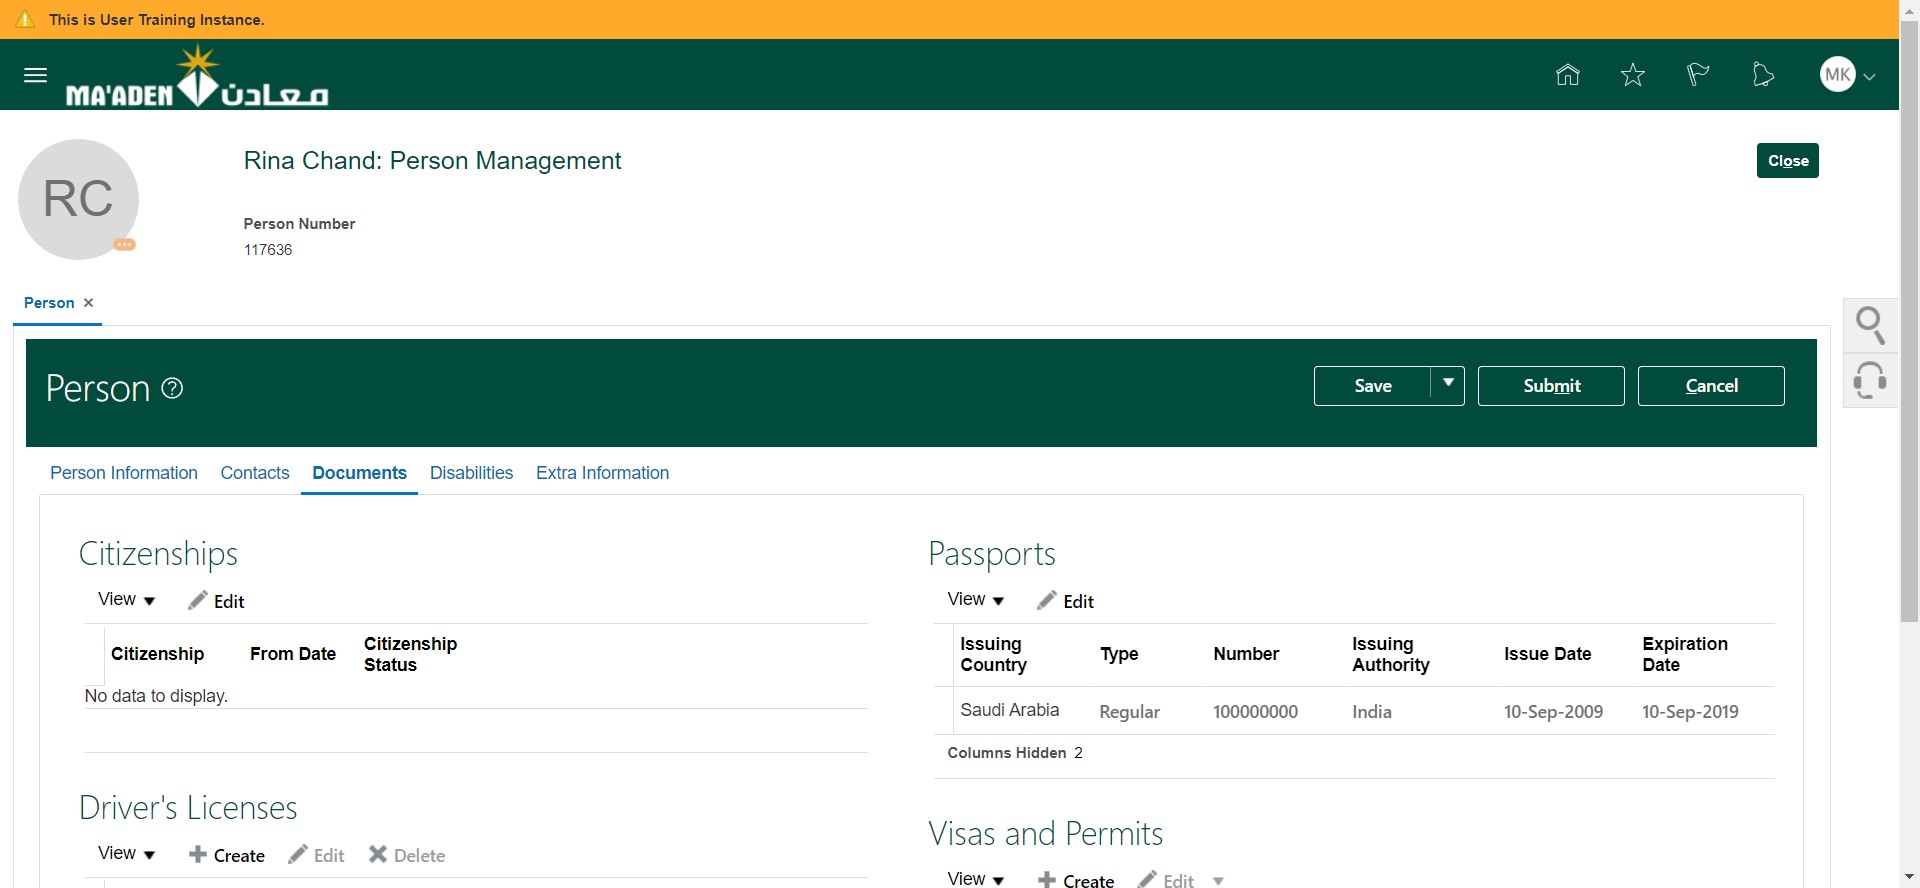 This is User Training Instance.
MA'ADEN معادن
MK
RC
Rina Chand: Person Management
Close
Person Number
117636
Person
Person
Save
Submit
Cancel
Person Information
Contacts
Documents
Disabilities
Extra Information
Citizenships
View
Edit
Citizenship
From Date
Citizenship
Status
No data to display.
Passports
View
Edit
Issuing
Country
Type
Number
Issuing
Authority
Issue Date
Expiration
Date
Saudi Arabia
Regular
100000000
India
10-Sep-2009
10-Sep-2019
Columns Hidden 2
Driver's Licenses
View
Create
Edit
Delete
Visas and Permits
View
Create
Edit